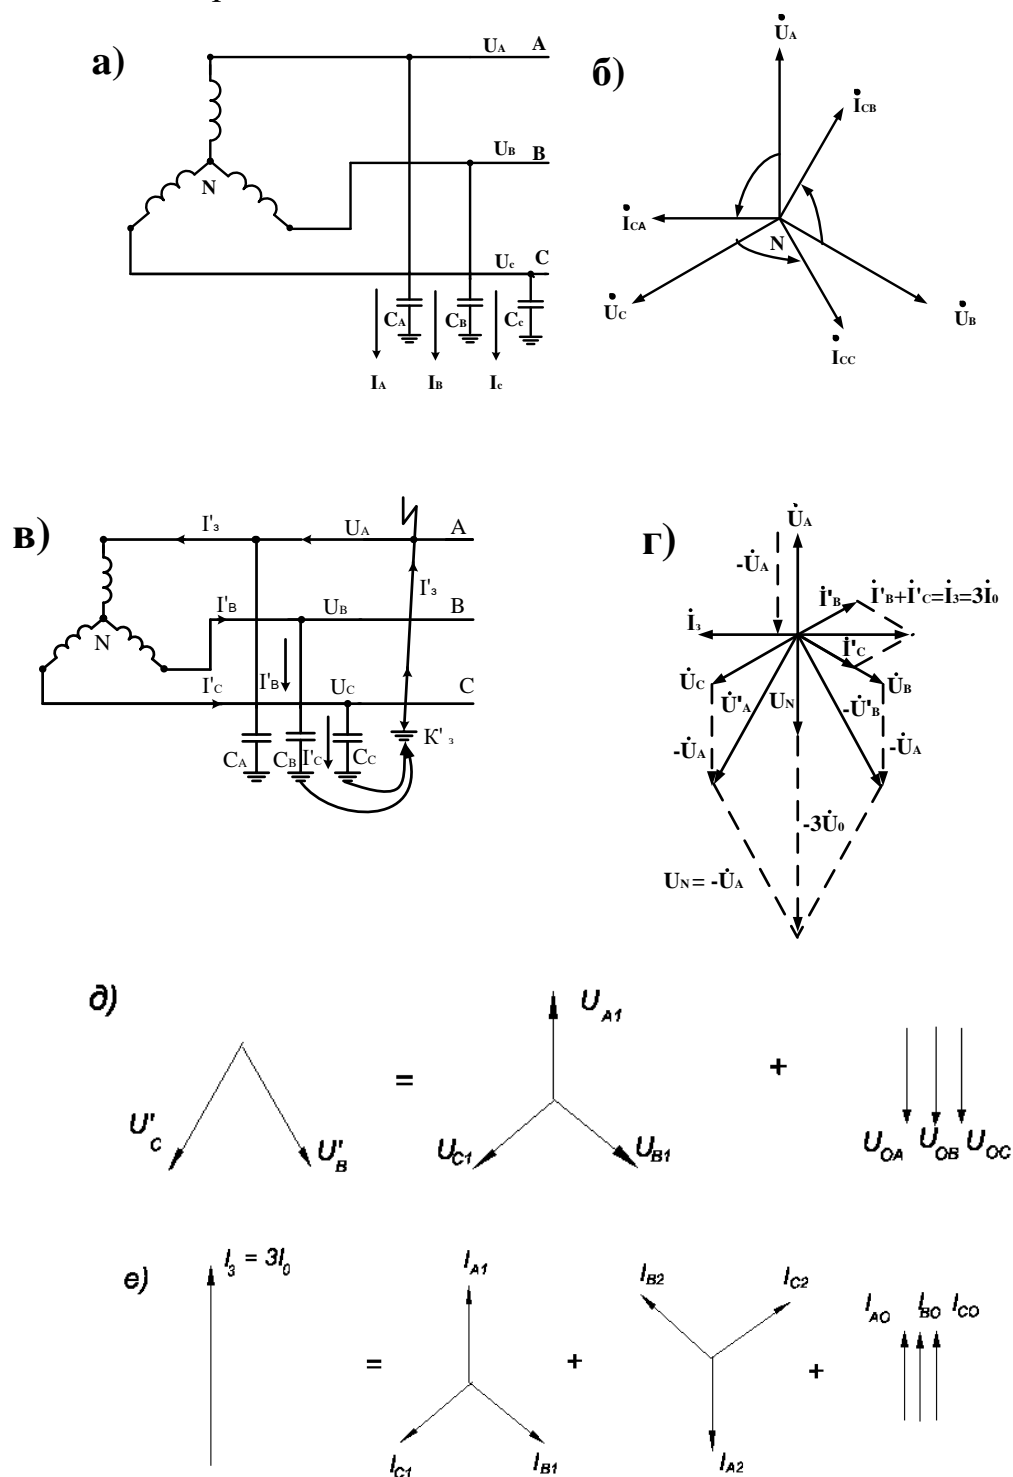 а)
U_A A
N
U_B B
U_c C
C_A C_B C_c
I_A I_B I_c
б)
U̇_A
İ_CB
İ_CA
N
U̇_C
U̇_B
İ_CC
в)
I'_з U_A A
I'_з
I'_B U_B B
N
I'_C I'_B U_C C
C_A C_B I'_C C_C К'_з
г)
U̇_A
-U̇_A
İ'_B İ'_B+İ'_C=İ_3=3İ_0
İ_3
İ'_C
U̇_C U̇'_A U_N -U̇'_B U̇_B
-U̇_A -U̇_A
-3U̇_0
U_N= -U̇_A
д)
U'_C U'_B = U_A1 U_C1 U_B1 + U_OA U_OB U_OC
е)
I_3 = 3I_0 = I_A1 I_C1 I_B1 + I_B2 I_C2 I_A2 + I_AO I_BO I_CO